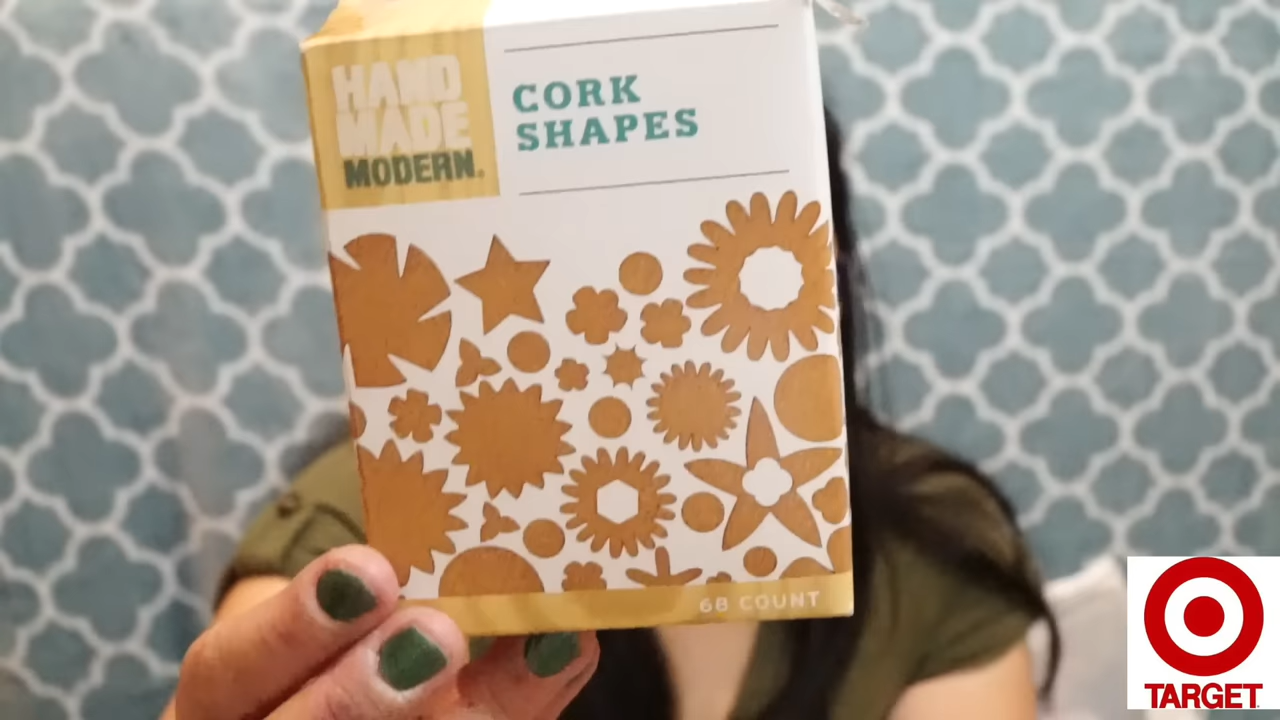 HAND
MADE
MODERN.
CORK
SHAPES
68 COUNT
TARGET